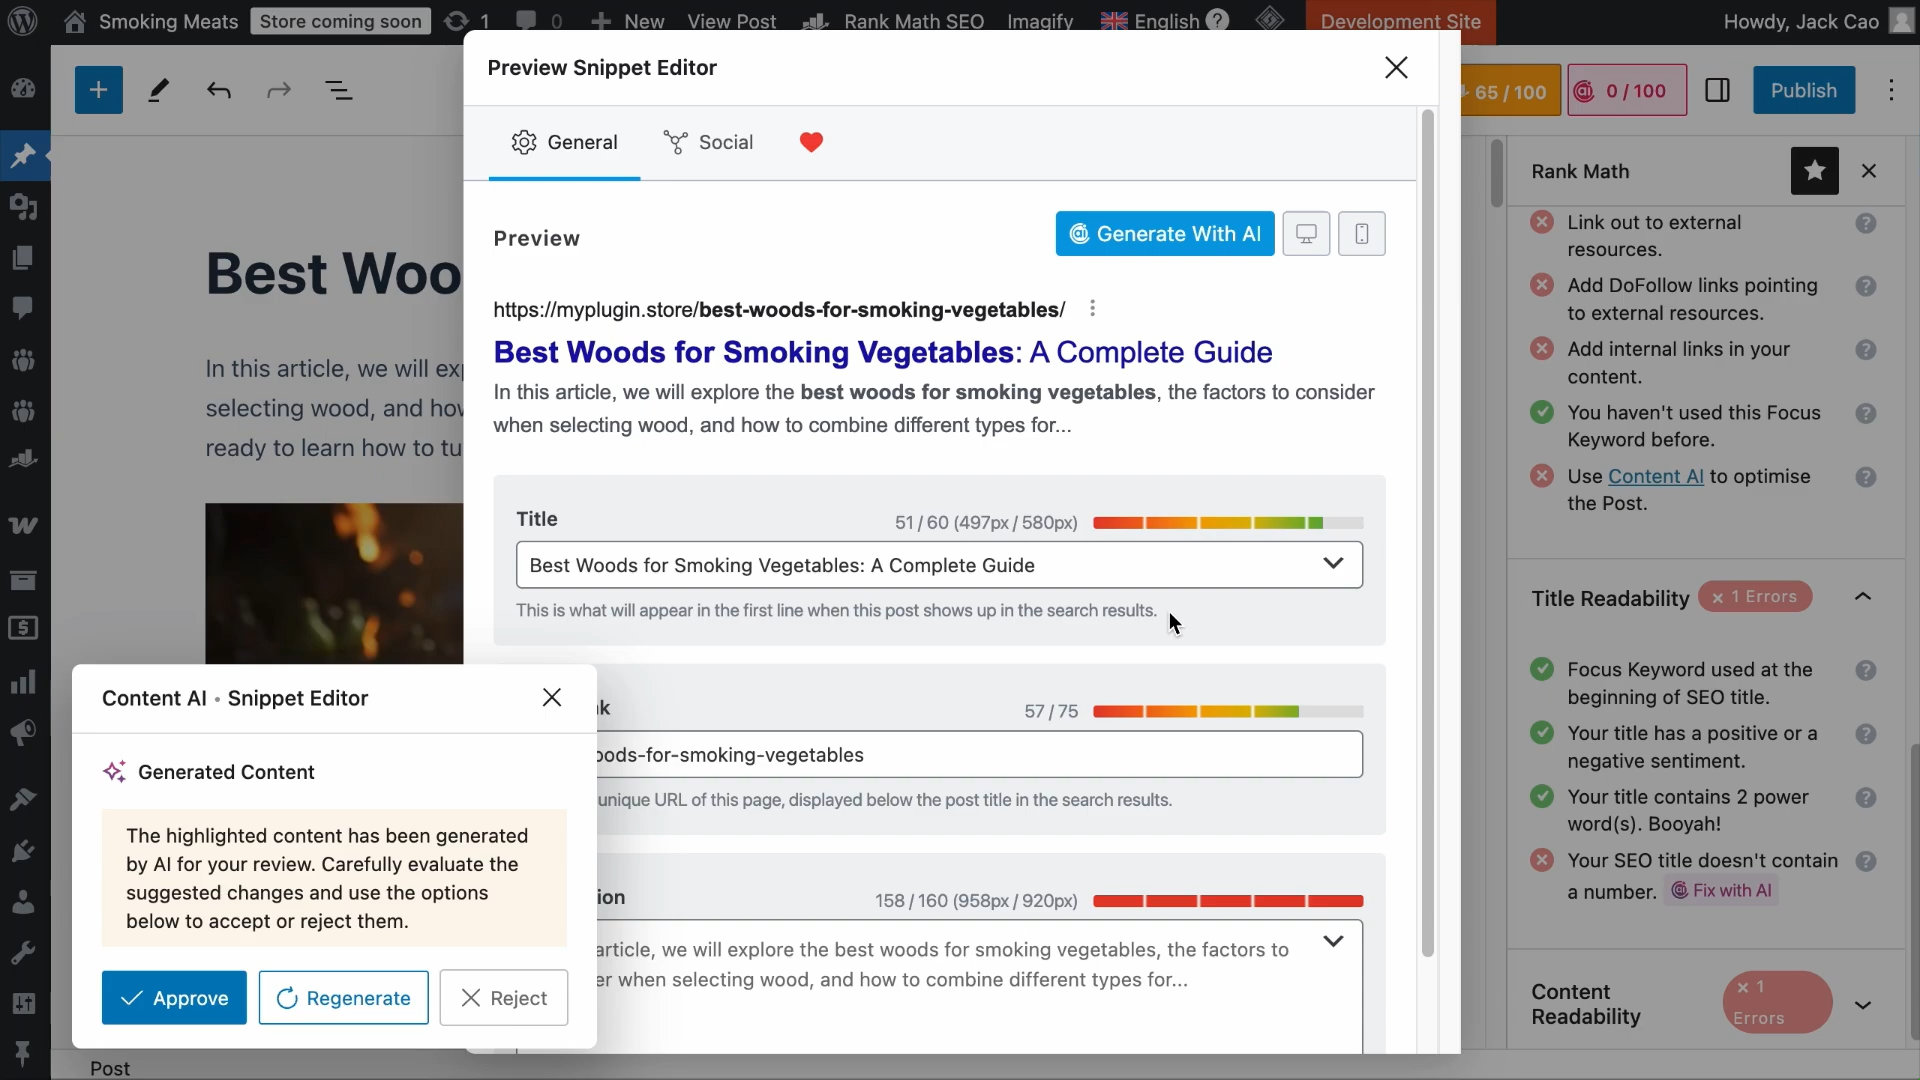 Smoking Meats
Store coming soon
1
0
New
View Post
Rank Math SEO
Imagify
English
Development Site
Howdy, Jack Cao
Preview Snippet Editor
65 / 100
0 / 100
Publish
General
Social
Preview
Generate With AI
https://myplugin.store/best-woods-for-smoking-vegetables/
Best Woods for Smoking Vegetables: A Complete Guide
In this article, we will explore the best woods for smoking vegetables, the factors to consider
when selecting wood, and how to combine different types for...
Title
51 / 60 (497px / 580px)
Best Woods for Smoking Vegetables: A Complete Guide
This is what will appear in the first line when this post shows up in the search results.
57 / 75
oods-for-smoking-vegetables
unique URL of this page, displayed below the post title in the search results.
ion
158 / 160 (958px / 920px)
article, we will explore the best woods for smoking vegetables, the factors to
er when selecting wood, and how to combine different types for...
Best Woo
In this article, we will ex
selecting wood, and how
ready to learn how to tu
Content AI • Snippet Editor
Generated Content
The highlighted content has been generated
by AI for your review. Carefully evaluate the
suggested changes and use the options
below to accept or reject them.
Approve
Regenerate
Reject
Post
Rank Math
Link out to external
resources.
Add DoFollow links pointing
to external resources.
Add internal links in your
content.
You haven't used this Focus
Keyword before.
Use Content AI to optimise
the Post.
Title Readability
× 1 Errors
Focus Keyword used at the
beginning of SEO title.
Your title has a positive or a
negative sentiment.
Your title contains 2 power
word(s). Booyah!
Your SEO title doesn't contain
a number. Fix with AI
Content
Readability
× 1
Errors